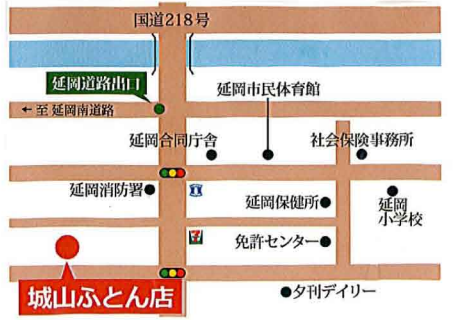 国道218号
延岡道路出口
延岡市民体育館
←至 延岡南道路
延岡合同庁舎
社会保険事務所
延岡消防署
延岡保健所
延岡
小学校
7
免許センター
城山ふとん店
夕刊デイリー